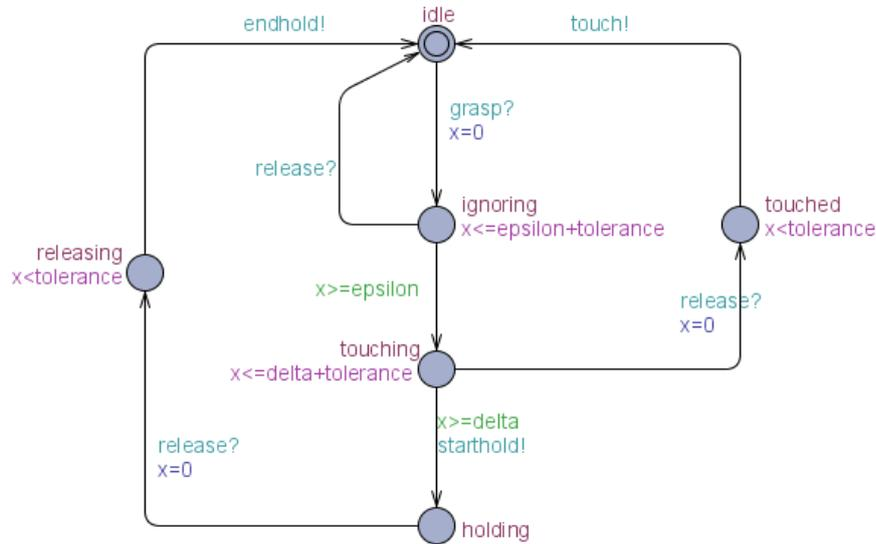 idle
endhold!
touch!
grasp?
x=0
release?
ignoring
x<=epsilon+tolerance
touched
x<tolerance
releasing
x<tolerance
x>=epsilon
release?
x=0
touching
x<=delta+tolerance
x>=delta
starthold!
release?
x=0
holding